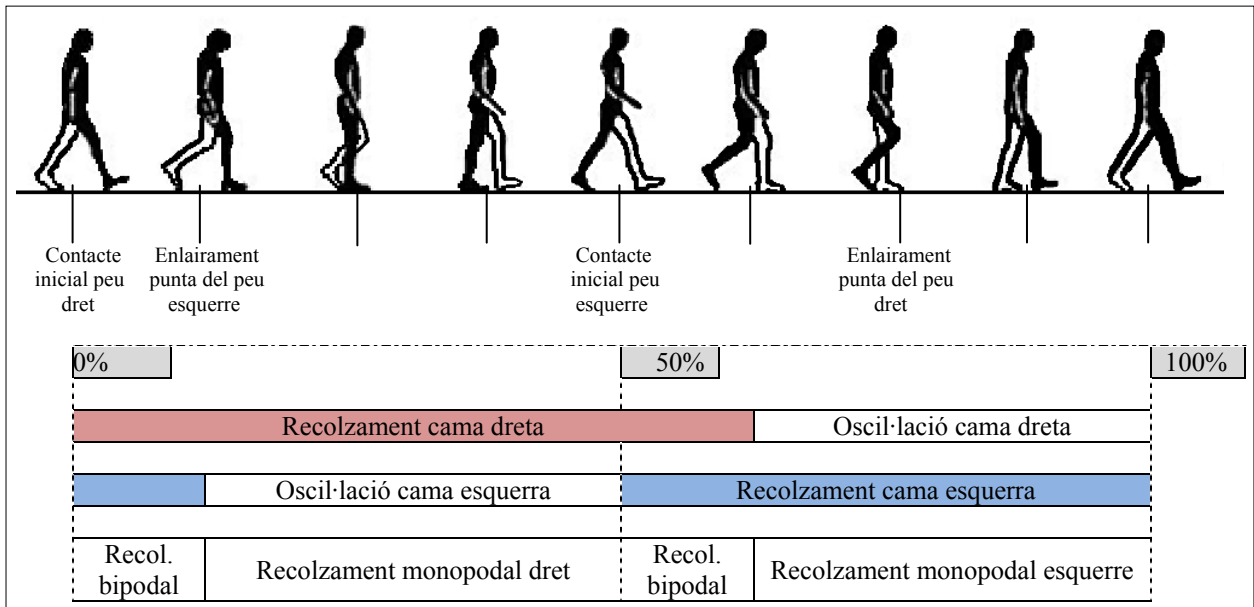 Contacte
inicial peu
dret
Enlairament
punta del peu
esquerre
Contacte
inicial peu
esquerre
Enlairament
punta del peu
dret
0%
50%
100%
Recolzament cama dreta
Oscil·lació cama dreta
Oscil·lació cama esquerra
Recolzament cama esquerra
Recol.
bipodal
Recolzament monopodal dret
Recol.
bipodal
Recolzament monopodal esquerre